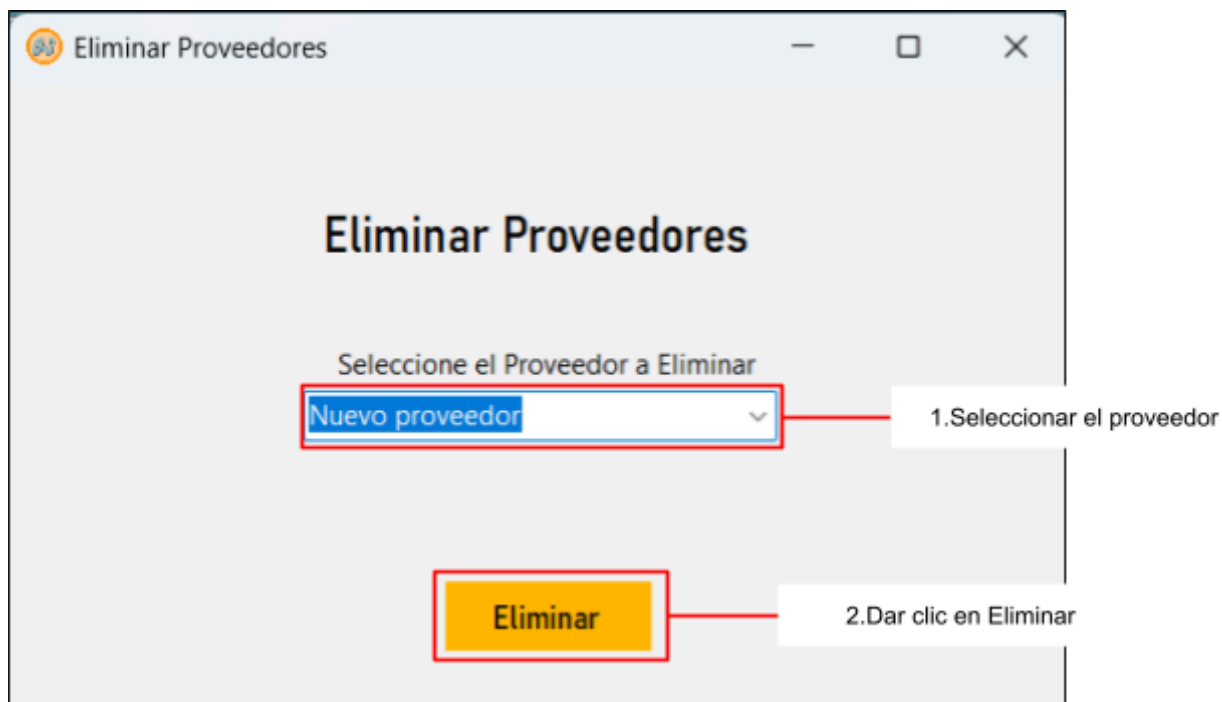 Eliminar Proveedores
Eliminar Proveedores
Seleccione el Proveedor a Eliminar
Nuevo proveedor
1.Seleccionar el proveedor
Eliminar
2.Dar clic en Eliminar